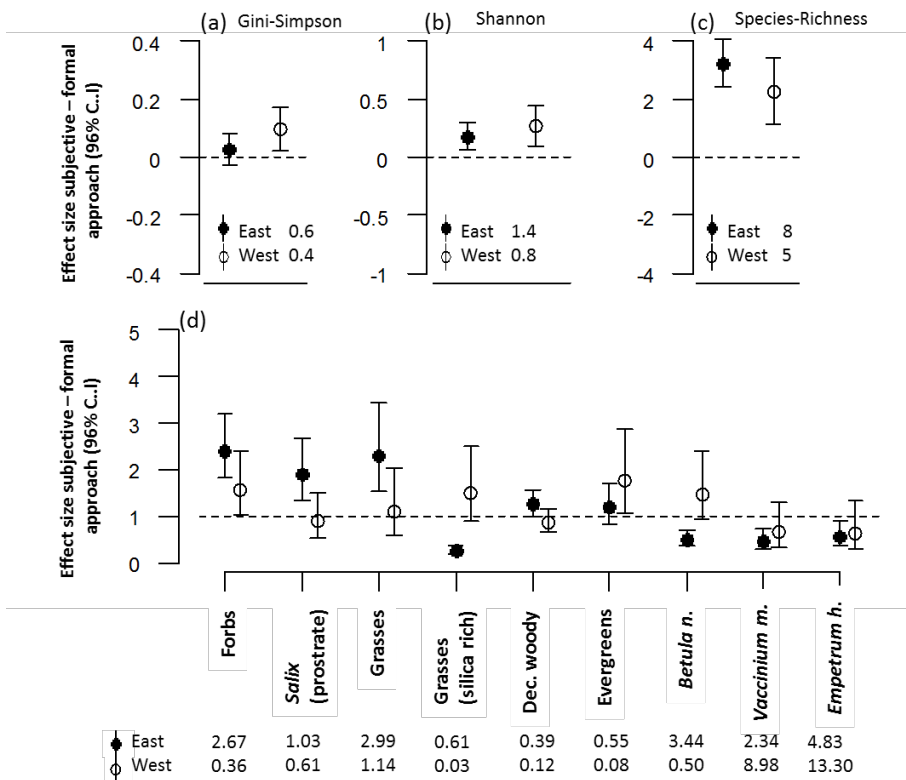 (a) Gini-Simpson (b) Shannon (c) Species-Richness
Effect size subjective – formal
approach (96% C..I)
0.4
0.2
0
-0.2
-0.4
East 0.6
West 0.4
1
0.5
0
-0.5
-1
East 1.4
West 0.8
4
2
0
-2
-4
East 8
West 5
(d)
Effect size subjective – formal
approach (96% C..I)
5
4
3
2
1
0
Forbs
Salix
(prostrate)
Grasses
Grasses
(silica rich)
Dec. woody
Evergreens
Betula n.
Vaccinium m.
Empetrum h.
East 2.67 1.03 2.99 0.61 0.39 0.55 3.44 2.34 4.83
West 0.36 0.61 1.14 0.03 0.12 0.08 0.50 8.98 13.30